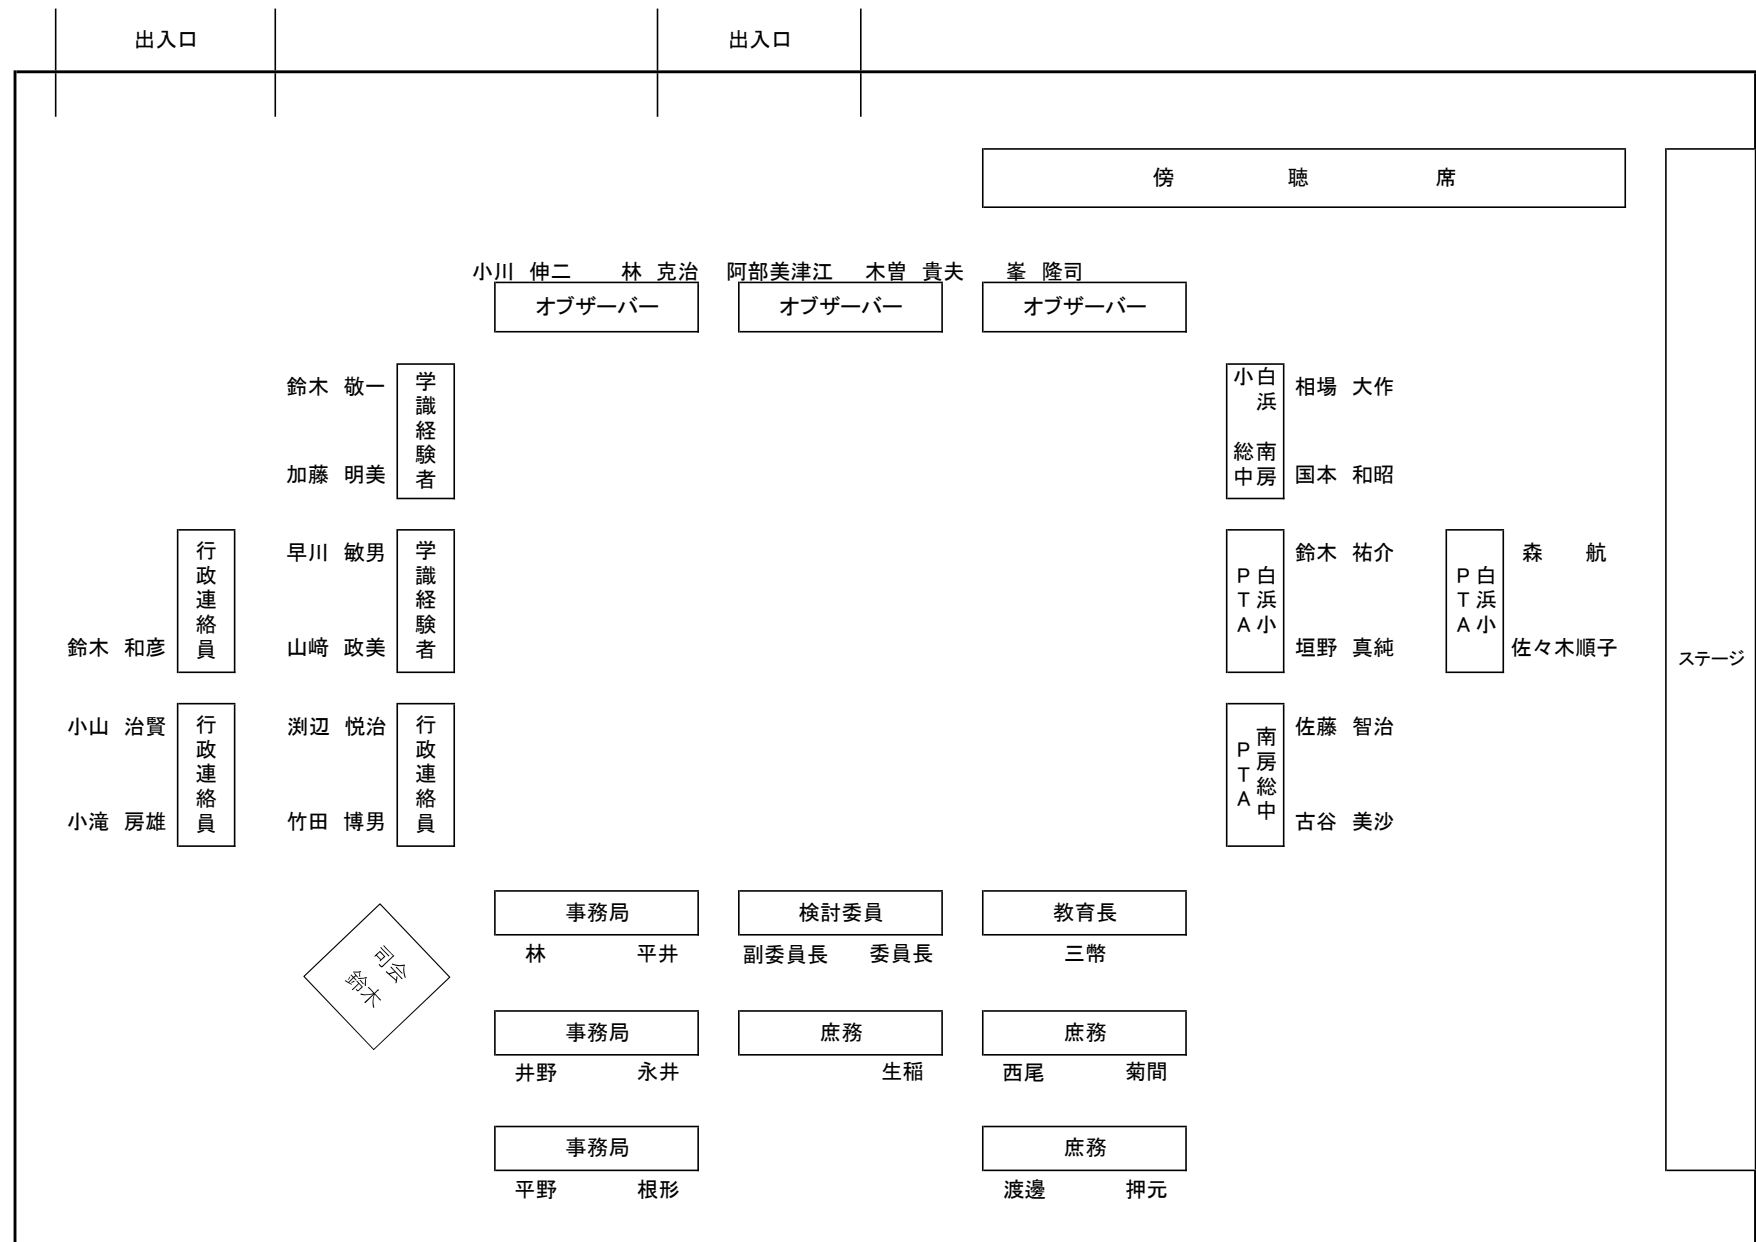 出入口　出入口
傍　聴　席
小川　伸二　林　克治　阿部美津江　木曽　貴夫　峯　隆司
オブザーバー　オブザーバー　オブザーバー
鈴木　敬一
加藤　明美
学識経験者
白浜小
南房総中
相場　大作
国本　和昭
行政連絡員
鈴木　和彦
早川　敏男
山﨑　政美
学識経験者
白浜小
PTA
鈴木　祐介
垣野　真純
白浜小
PTA
森　航
佐々木順子
ステージ
小山　治賢
小滝　房雄
行政連絡員
渕辺　悦治
竹田　博男
行政連絡員
南房総中
PTA
佐藤　智治
古谷　美沙
司会
鈴木
事務局　検討委員　教育長
林　平井　副委員長　委員長　三幣
事務局　庶務　庶務
井野　永井　生稲　西尾　菊間
事務局　庶務
平野　根形　渡邊　押元